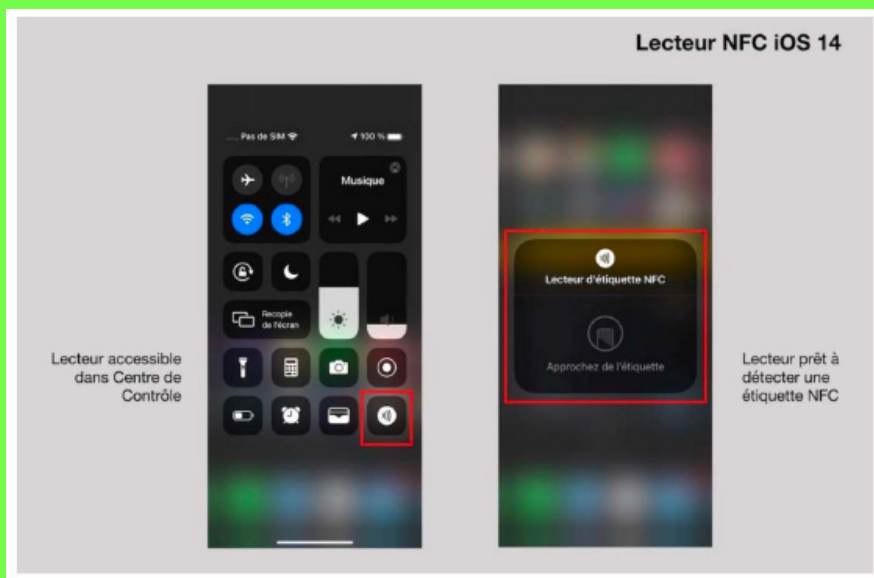 Lecteur NFC iOS 14
Pas de SIM 100 %
Musique
Recopie
de l'écran
Lecteur accessible
dans Centre de
Contrôle
Lecteur d'étiquette NFC
Approchez de l'étiquette
Lecteur prêt à
détecter une
étiquette NFC